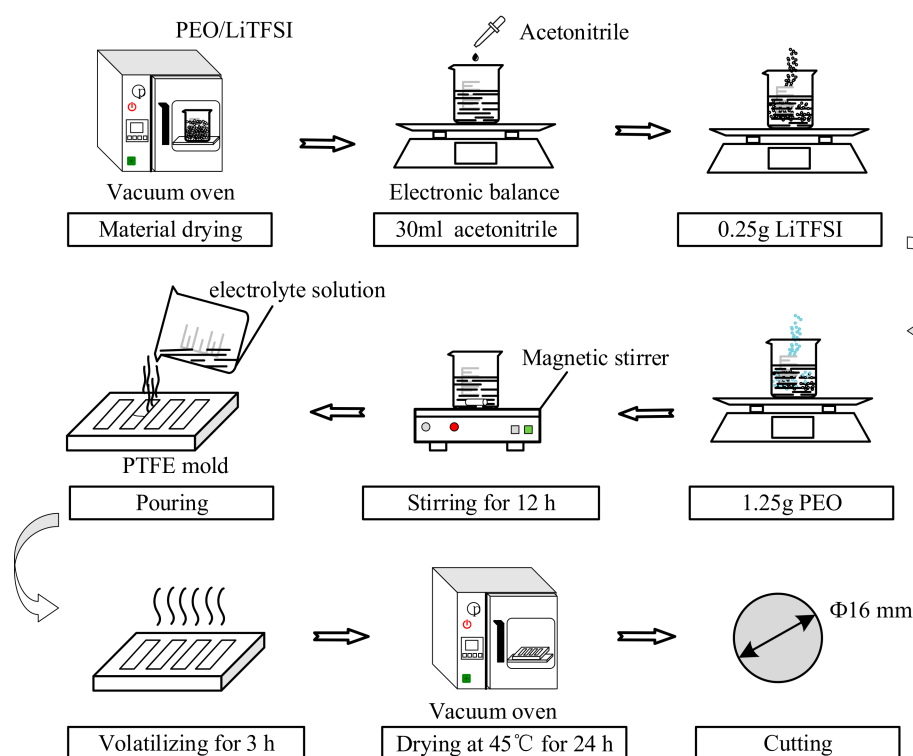 PEO/LiTFSI
Acetonitrile
Vacuum oven
Electronic balance
Material drying
30ml acetonitrile
0.25g LiTFSI
electrolyte solution
Magnetic stirrer
PTFE mold
Pouring
Stirring for 12 h
1.25g PEO
Φ16 mm
Vacuum oven
Volatilizing for 3 h
Drying at 45℃ for 24 h
Cutting